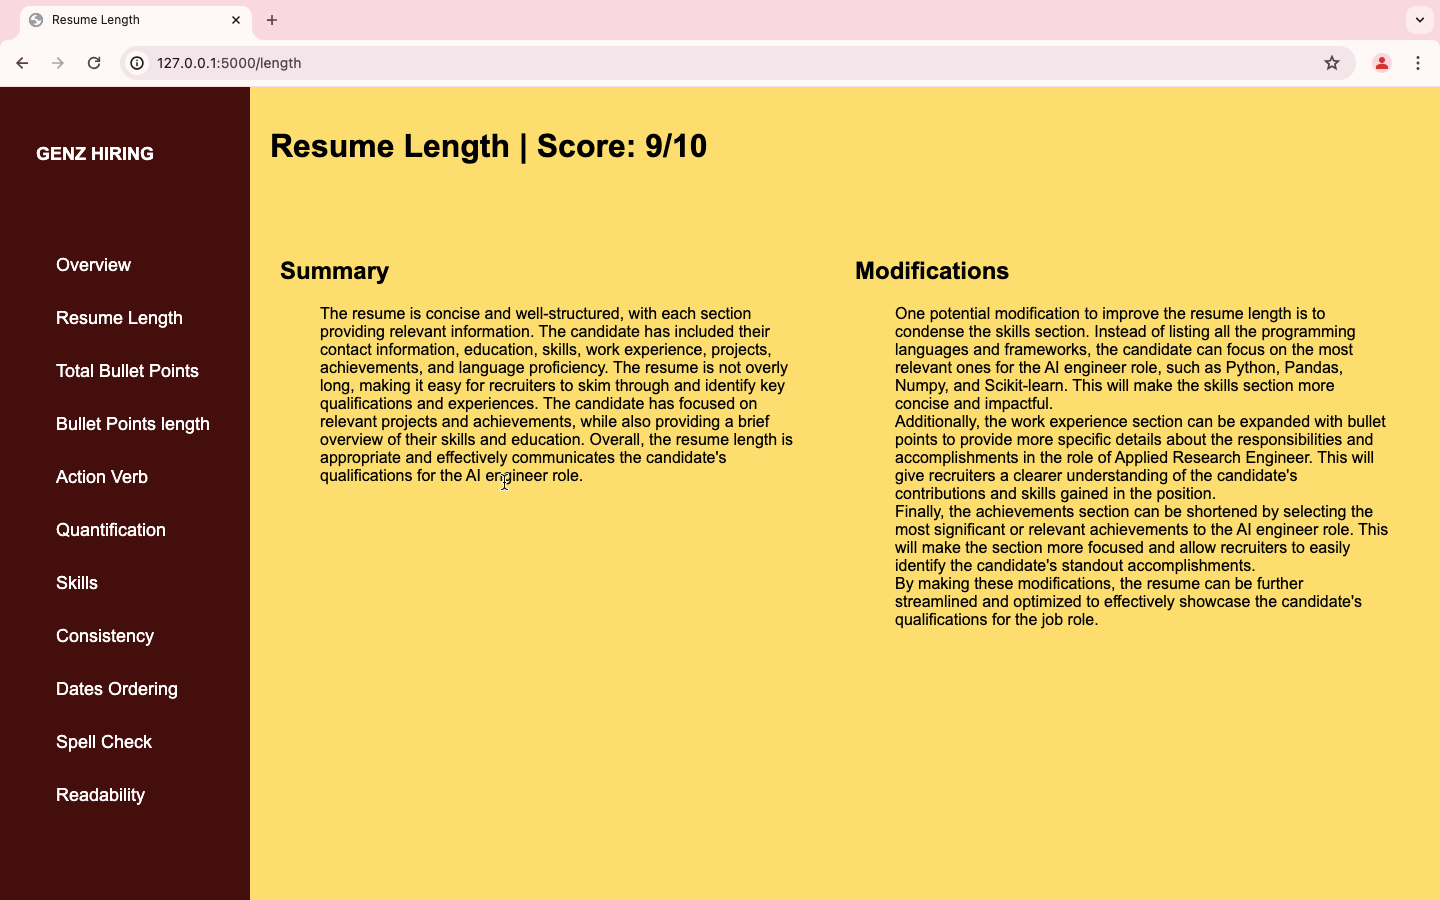 Resume Length
127.0.0.1:5000/length
GENZ HIRING
Overview
Resume Length
Total Bullet Points
Bullet Points length
Action Verb
Quantification
Skills
Consistency
Dates Ordering
Spell Check
Readability
Resume Length | Score: 9/10
Summary
The resume is concise and well-structured, with each section
providing relevant information. The candidate has included their
contact information, education, skills, work experience, projects,
achievements, and language proficiency. The resume is not overly
long, making it easy for recruiters to skim through and identify key
qualifications and experiences. The candidate has focused on
relevant projects and achievements, while also providing a brief
overview of their skills and education. Overall, the resume length is
appropriate and effectively communicates the candidate's
qualifications for the AI engineer role.
Modifications
One potential modification to improve the resume length is to
condense the skills section. Instead of listing all the programming
languages and frameworks, the candidate can focus on the most
relevant ones for the AI engineer role, such as Python, Pandas,
Numpy, and Scikit-learn. This will make the skills section more
concise and impactful.
Additionally, the work experience section can be expanded with bullet
points to provide more specific details about the responsibilities and
accomplishments in the role of Applied Research Engineer. This will
give recruiters a clearer understanding of the candidate's
contributions and skills gained in the position.
Finally, the achievements section can be shortened by selecting the
most significant or relevant achievements to the AI engineer role. This
will make the section more focused and allow recruiters to easily
identify the candidate's standout accomplishments.
By making these modifications, the resume can be further
streamlined and optimized to effectively showcase the candidate's
qualifications for the job role.